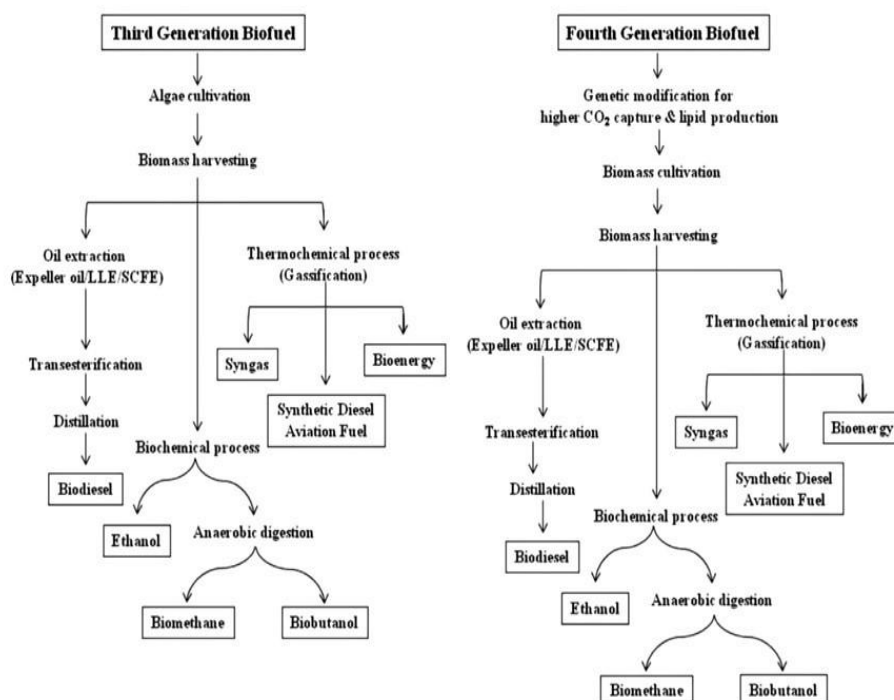 Third Generation Biofuel
Algae cultivation
Biomass harvesting
Oil extraction
(Expeller oil/LLE/SCFE)
Thermochemical process
(Gassification)
Syngas
Bioenergy
Transesterification
Synthetic Diesel
Aviation Fuel
Distillation
Biochemical process
Biodiesel
Ethanol
Anaerobic digestion
Biomethane
Biobutanol
Fourth Generation Biofuel
Genetic modification for
higher CO₂ capture & lipid production
Biomass cultivation
Biomass harvesting
Oil extraction
(Expeller oil/LLE/SCFE)
Thermochemical process
(Gassification)
Syngas
Bioenergy
Transesterification
Synthetic Diesel
Aviation Fuel
Distillation
Biochemical process
Biodiesel
Ethanol
Anaerobic digestion
Biomethane
Biobutanol